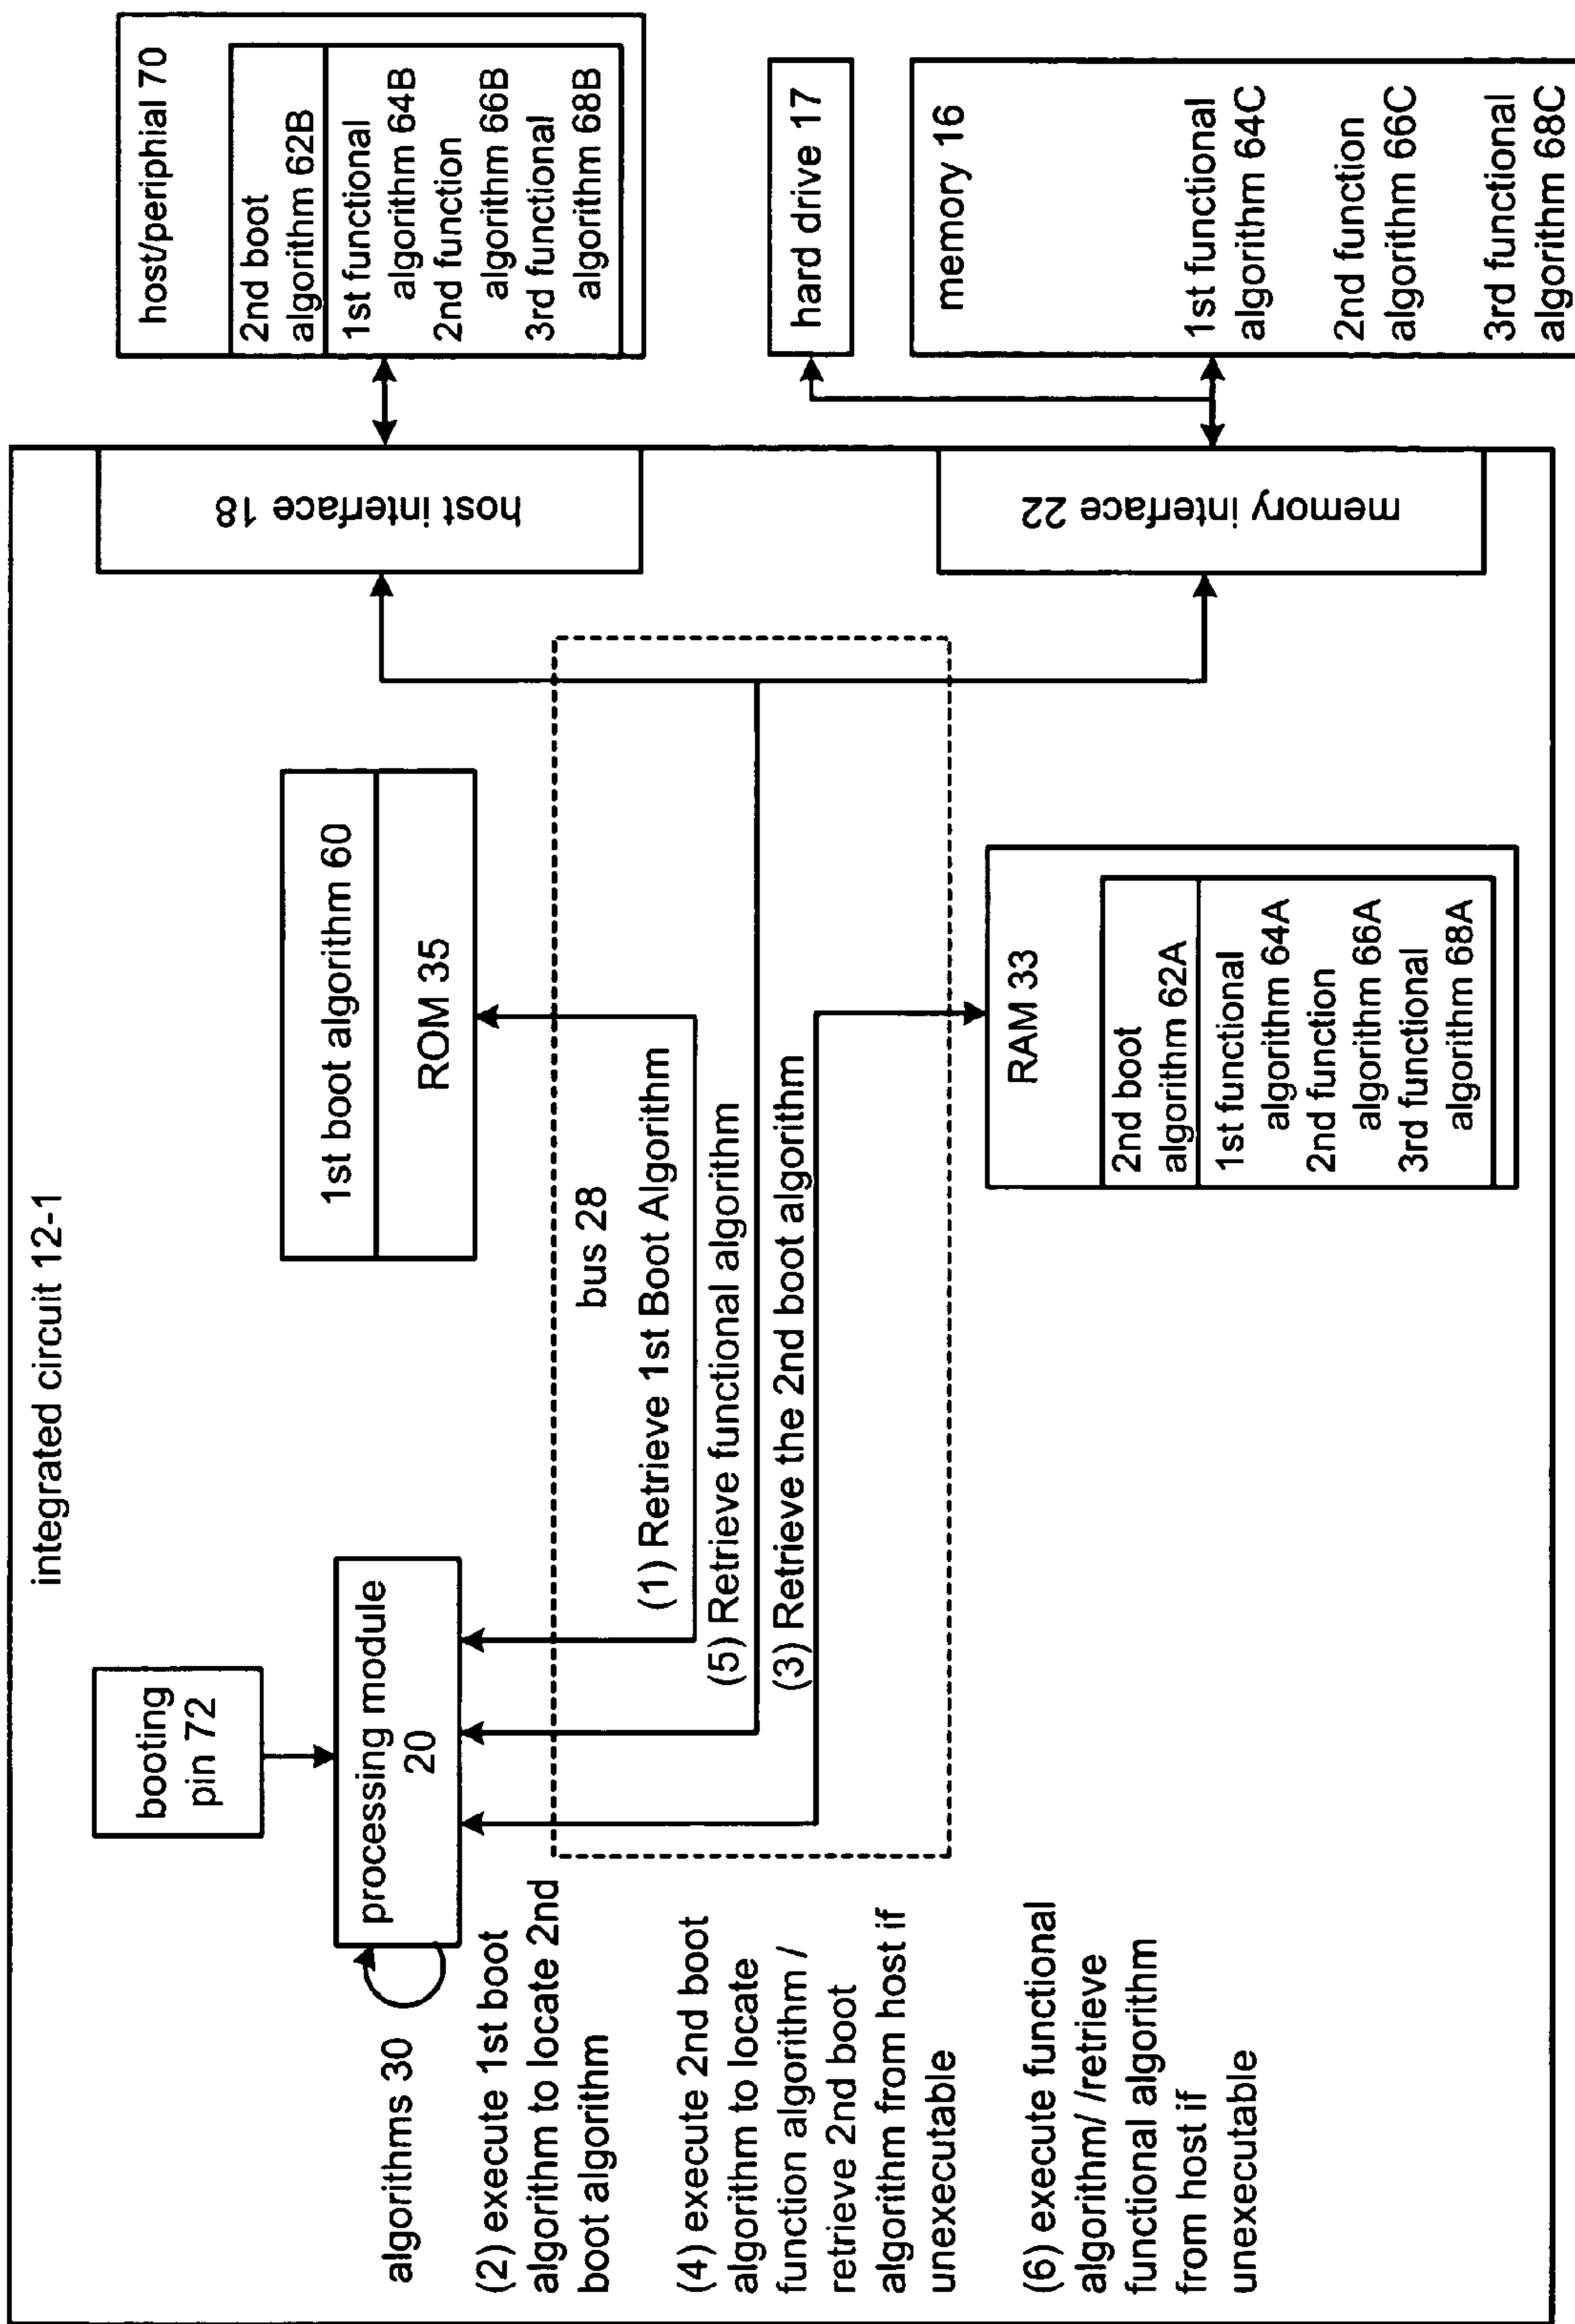 integrated circuit 12-1
booting
pin 72
processing module
20
algorithms 30
(2) execute 1st boot
algorithm to locate 2nd
boot algorithm
(4) execute 2nd boot
algorithm to locate
function algorithm /
retrieve 2nd boot
algorithm from host if
unexecutable
(6) execute functional
algorithm/ /retrieve
functional algorithm
from host if
unexecutable
1st boot algorithm 60
ROM 35
bus 28
(1) Retrieve 1st Boot Algorithm
(5) Retrieve functional algorithm
(3) Retrieve the 2nd boot algorithm
RAM 33
2nd boot
algorithm 62A
1st functional
algorithm 64A
2nd function
algorithm 66A
3rd functional
algorithm 68A
host interface 18
memory interface 22
host/periphial 70
2nd boot
algorithm 62B
1st functional
algorithm 64B
2nd function
algorithm 66B
3rd functional
algorithm 68B
hard drive 17
memory 16
1st functional
algorithm 64C
2nd function
algorithm 66C
3rd functional
algorithm 68C